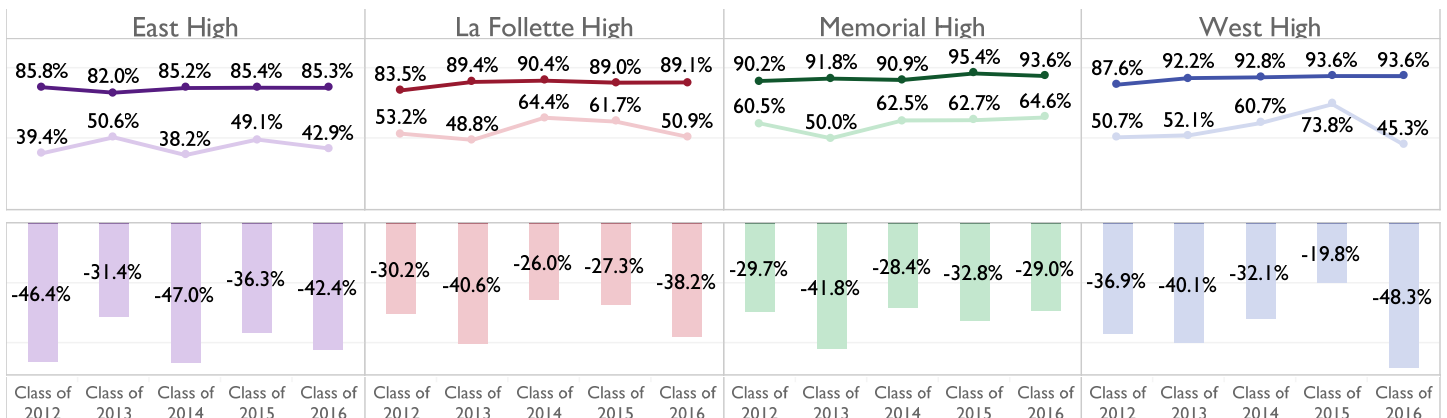 East High La Follette High Memorial High West High
85.8% 82.0% 85.2% 85.4% 85.3% 83.5% 89.4% 90.4% 89.0% 89.1% 90.2% 91.8% 90.9% 95.4% 93.6% 87.6% 92.2% 92.8% 93.6% 93.6%
39.4% 50.6% 38.2% 49.1% 42.9% 53.2% 48.8% 64.4% 61.7% 50.9% 60.5% 50.0% 62.5% 62.7% 64.6% 50.7% 52.1% 60.7% 73.8% 45.3%
-46.4% -31.4% -47.0% -36.3% -42.4% -30.2% -40.6% -26.0% -27.3% -38.2% -29.7% -41.8% -28.4% -32.8% -29.0% -36.9% -40.1% -32.1% -19.8% -48.3%
Class of Class of Class of Class of Class of Class of Class of Class of Class of Class of Class of Class of Class of Class of Class of Class of Class of Class of Class of Class of
2012 2013 2014 2015 2016 2012 2013 2014 2015 2016 2012 2013 2014 2015 2016 2012 2013 2014 2015 2016